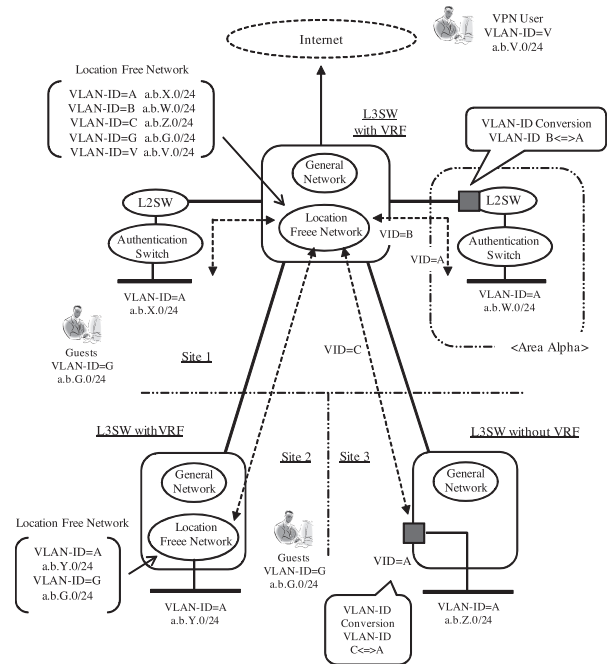 VPN User
VLAN-ID=V
a.b.V.0/24
Internet
Location Free Network
VLAN-ID=A a.b.X.0/24
VLAN-ID=B a.b.W.0/24
VLAN-ID=C a.b.Z.0/24
VLAN-ID=G a.b.G.0/24
VLAN-ID=V a.b.V.0/24
L3SW
with VRF
VLAN-ID Conversion
VLAN-ID B<=>A
General
Network
L2SW
L2SW
Location
Freee Network
VID=B
Authentication
Switch
Authentication
Switch
VID=A
VLAN-ID=A
a.b.X.0/24
VLAN-ID=A
a.b.W.0/24
Guests
VLAN-ID=G
a.b.G.0/24
Site 1
VID=C
<Area Alpha>
L3SW withVRF
L3SW without VRF
Site 2
Site 3
General
Network
General
Network
Location Free Network
VLAN-ID=A
a.b.Y.0/24
VLAN-ID=G
a.b.G.0/24
Location
Freee Network
Guests
VLAN-ID=G
a.b.G.0/24
VID=A
VLAN-ID=A
a.b.Y.0/24
VLAN-ID
Conversion
VLAN-ID
C<=>A
VLAN-ID=A
a.b.Z.0/24